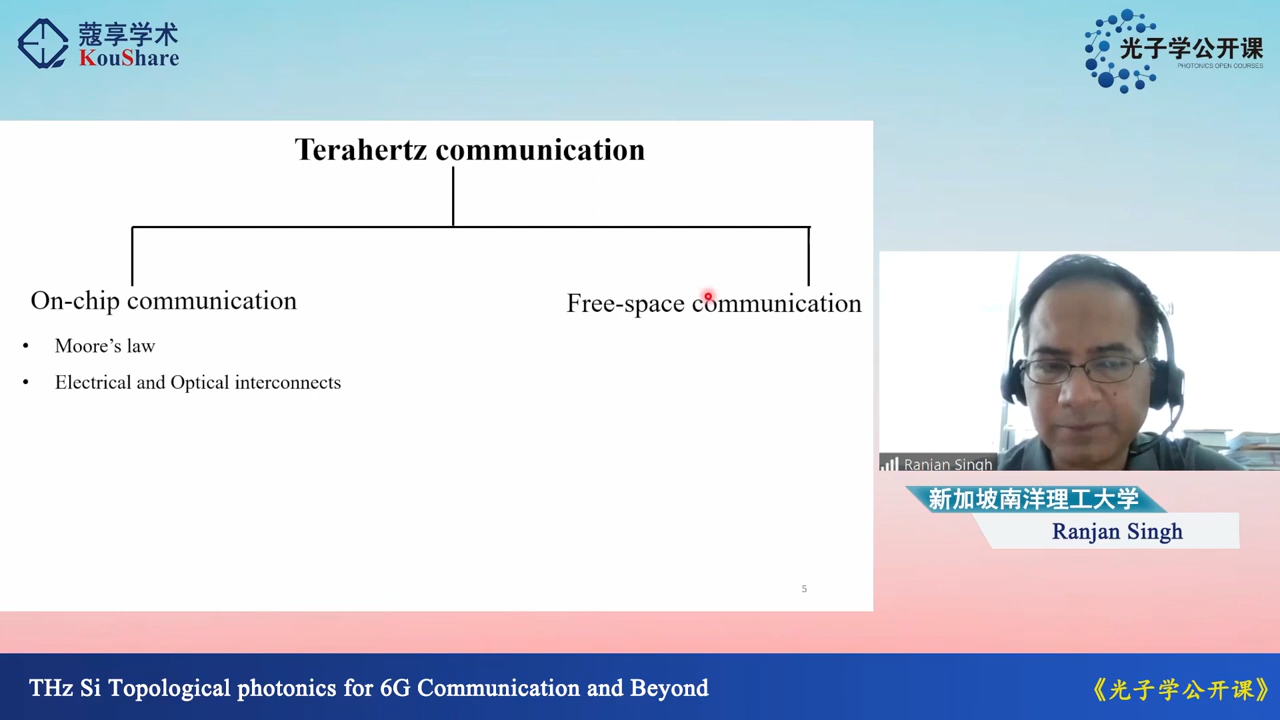 蔻享学术
KouShare
光子学公开课
PHOTONICS OPEN COURSES
Terahertz communication
On-chip communication
Free-space communication
• Moore's law
• Electrical and Optical interconnects
5
Ranjan Singh
新加坡南洋理工大学
Ranjan Singh
THz Si Topological photonics for 6G Communication and Beyond
《光子学公开课》